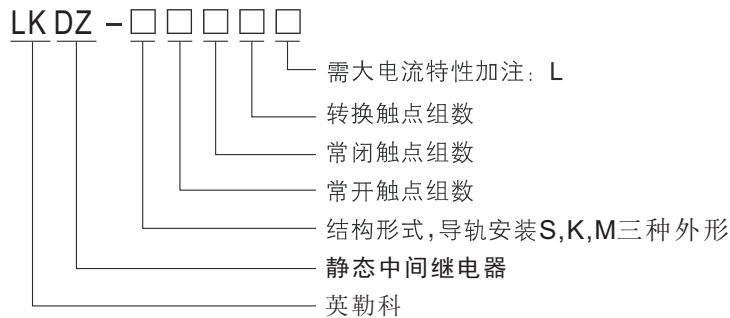 LKDZ-□□□□□
需大电流特性加注：L
转换触点组数
常闭触点组数
常开触点组数
结构形式,导轨安装S,K,M三种外形
静态中间继电器
英勒科